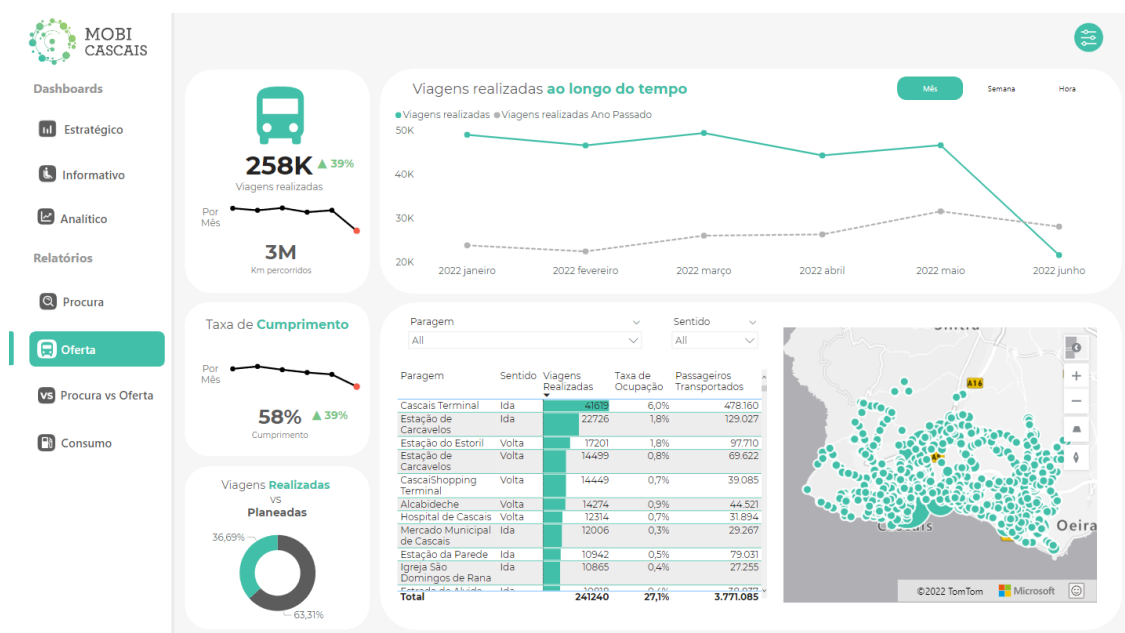 MOBI
CASCAIS
Dashboards
Estratégico
Informativo
Analítico
Relatórios
Procura
Oferta
VS Procura vs Oferta
Consumo
258K ▲ 39%
Viagens realizadas
Por
Mês
3M
Km percorridos
Viagens realizadas ao longo do tempo
Mês Semana Hora
Viagens realizadas Viagens realizadas Ano Passado
50K
40K
30K
20K
2022 janeiro 2022 fevereiro 2022 março 2022 abril 2022 maio 2022 junho
Taxa de Cumprimento
Por
Mês
58% ▲ 39%
Cumprimento
Viagens Realizadas
vs
Planeadas
36,69%
63,31%
Paragem Sentido
All All
Paragem Sentido Viagens Realizadas Taxa de Ocupação Passageiros Transportados
Cascais Terminal Ida 41619 6,0% 478.160
Estação de Carcavelos Ida 22726 1,8% 129.027
Estação do Estoril Volta 17201 1,8% 97.710
Estação de Carcavelos Volta 14499 0,8% 69.622
CascaiShopping Terminal Volta 14449 0,7% 39.085
Alcabideche Volta 14274 0,9% 44.521
Hospital de Cascais Volta 12314 0,7% 31.894
Mercado Municipal de Cascais Ida 12006 0,3% 29.267
Estação da Parede Ida 10942 0,5% 79.031
Igreja São Domingos de Rana Ida 10865 0,4% 27.255
Total 241240 27,1% 3.771.085
A16
Oeira
©2022 TomTom Microsoft